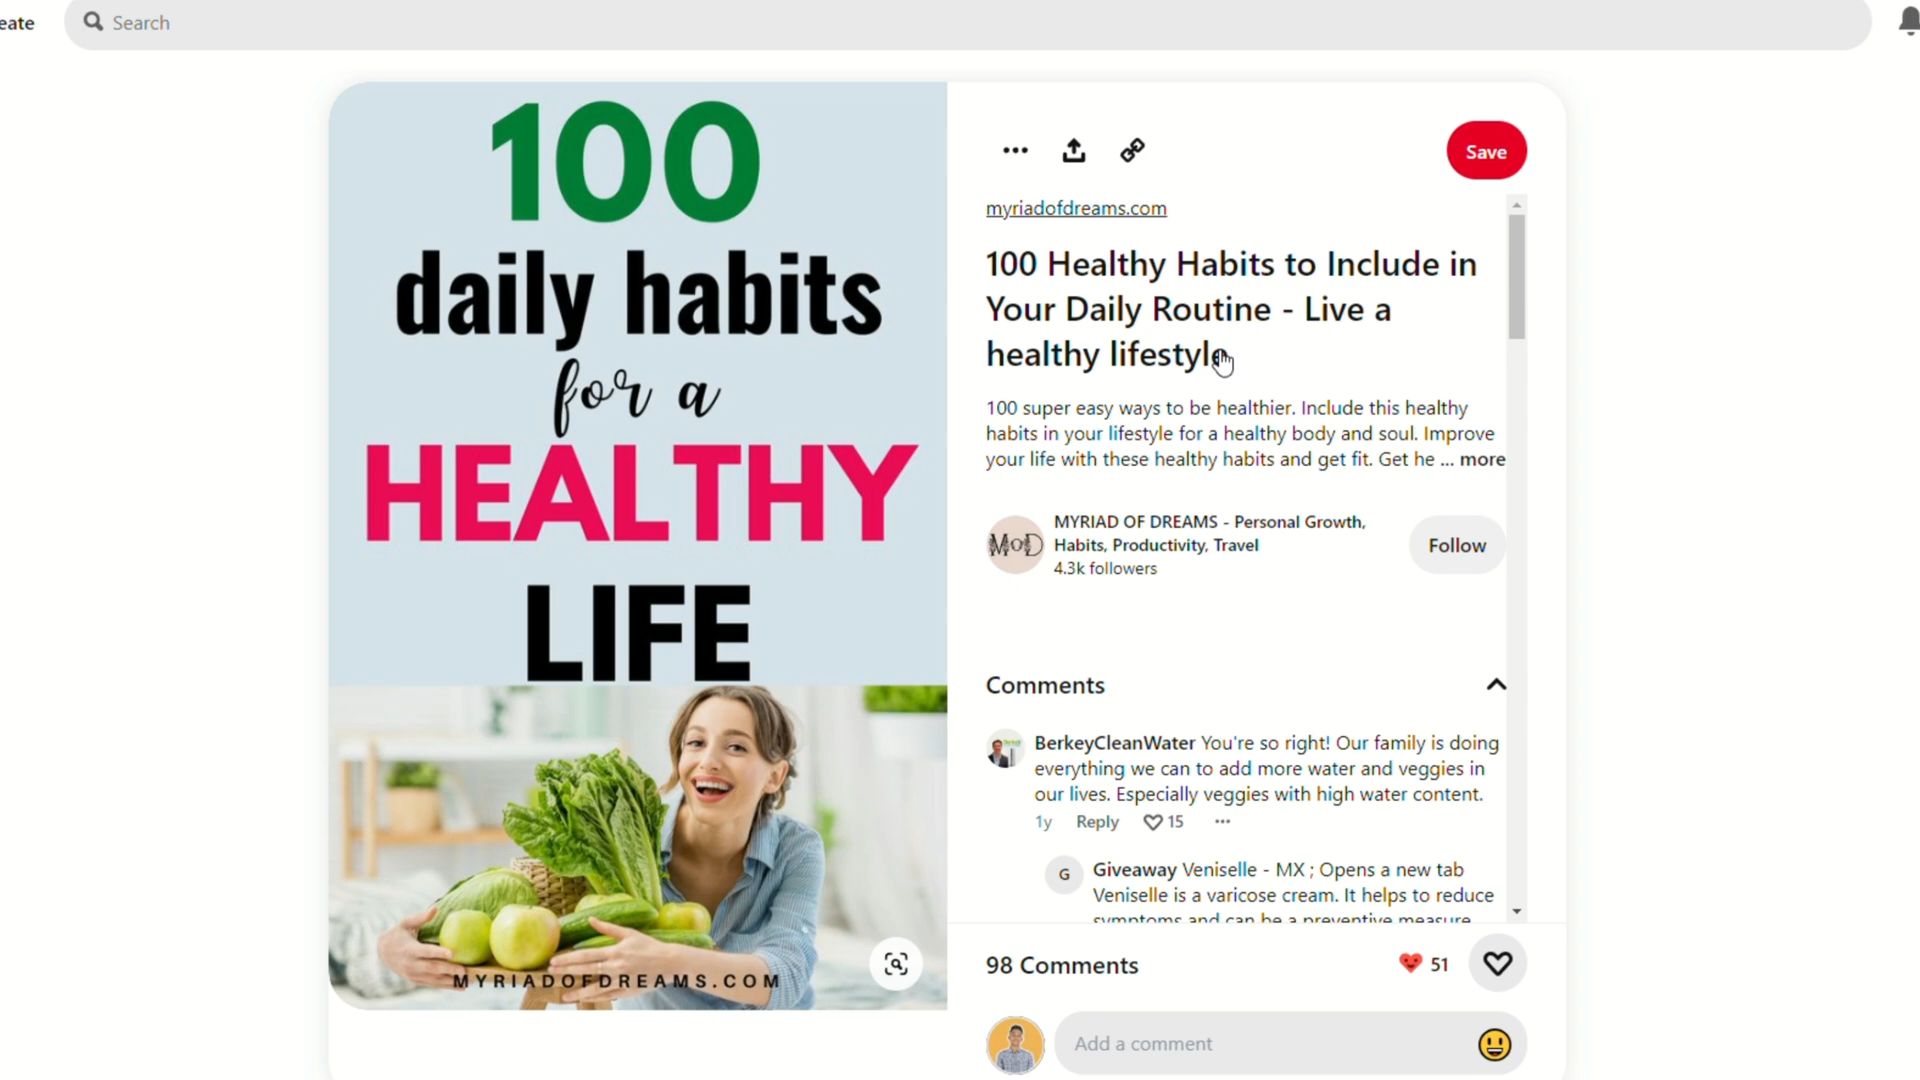 eate
Search
100
daily habits
for a
HEALTHY
LIFE
MYRIADOFDREAMS.COM
Save
myriadofdreams.com
100 Healthy Habits to Include in
Your Daily Routine - Live a
healthy lifestyle
100 super easy ways to be healthier. Include this healthy
habits in your lifestyle for a healthy body and soul. Improve
your life with these healthy habits and get fit. Get he ... more
MoD
MYRIAD OF DREAMS - Personal Growth,
Habits, Productivity, Travel
4.3k followers
Follow
Comments
BerkeyCleanWater You're so right! Our family is doing
everything we can to add more water and veggies in
our lives. Especially veggies with high water content.
1y Reply 15
G
Giveaway Veniselle - MX ; Opens a new tab
Veniselle is a varicose cream. It helps to reduce
symptoms and can be a preventive measure
98 Comments
51
Add a comment